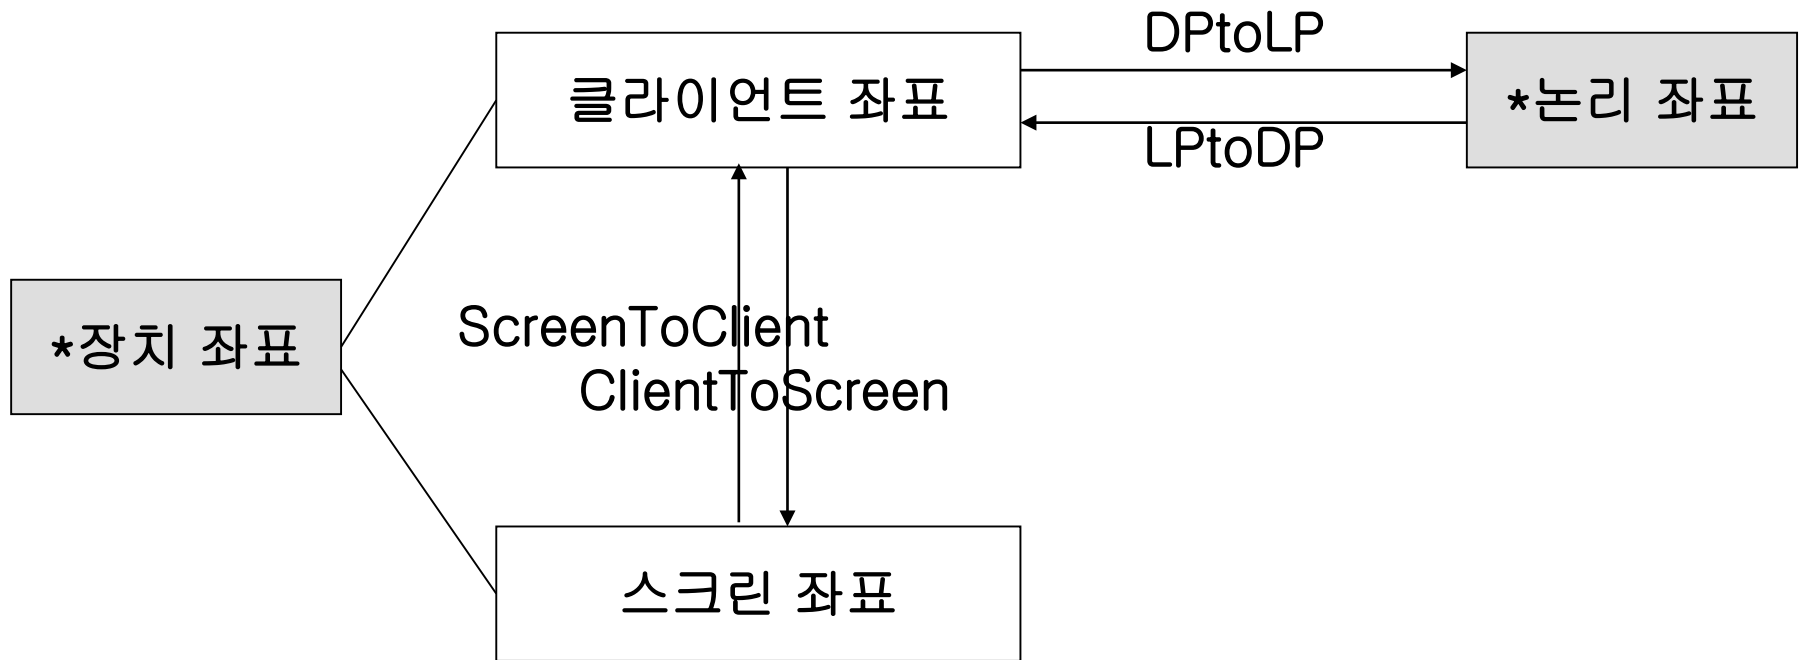 DPtoLP
클라이언트 좌표
*논리 좌표
LPtoDP
*장치 좌표
ScreenToClient
ClientToScreen
스크린 좌표